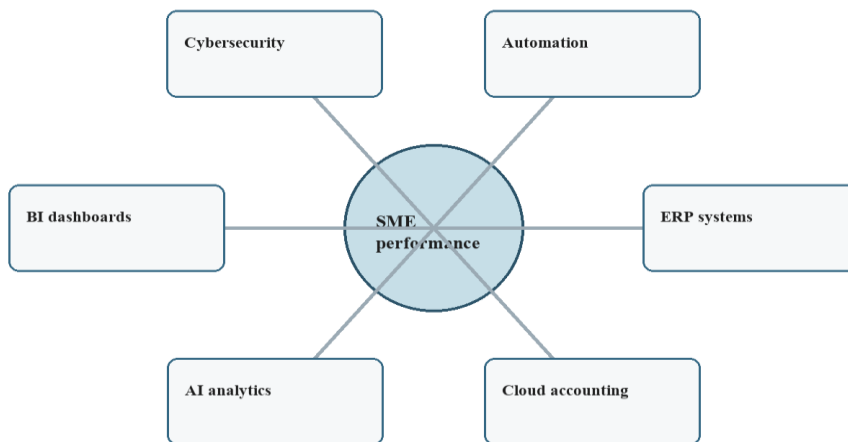 Cybersecurity
Automation
BI dashboards
SME
performance
ERP systems
AI analytics
Cloud accounting